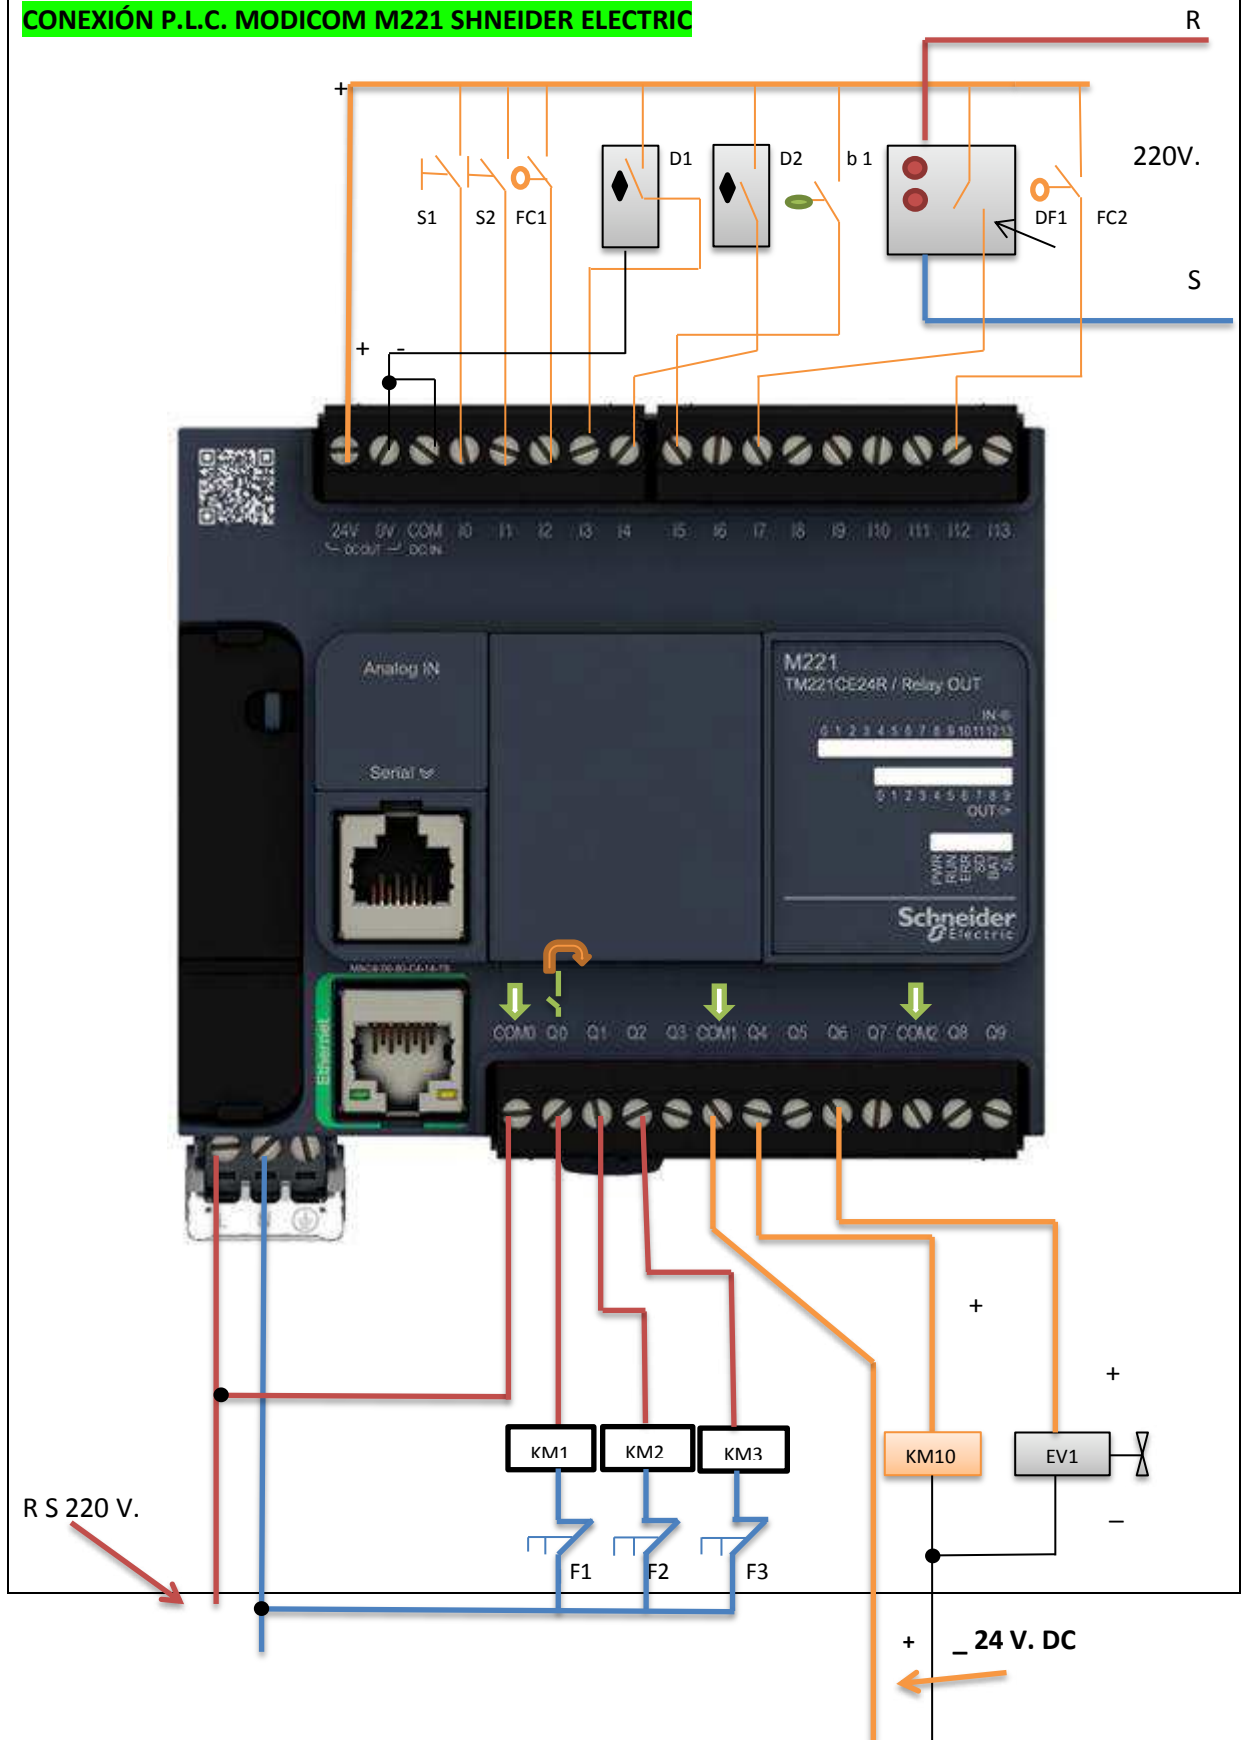 CONEXIÓN P.L.C. MODICOM M221 SHNEIDER ELECTRIC
R
+
D1
D2
b 1
220V.
S1
S2
FC1
DF1
FC2
S
+ -
24V 0V COM I0 I1 I2 I3 I4 I5 I6 I7 I8 I9 I10 I11 I12 I13
DC OUT DC IN
Analog IN
M221
TM221CE24R / Relay OUT
IN
0 1 2 3 4 5 6 7 8 9 10 11 12 13
Serial
0 1 2 3 4 5 6 7 8 9
OUT
PWR
RUN
ERR
SD
BAT
SL
Schneider
Electric
Ethernet
COM0 Q0 Q1 Q2 Q3 COM1 Q4 Q5 Q6 Q7 COM2 Q8 Q9
L N
+
+
KM1
KM2
KM3
KM10
EV1
R S 220 V.
_
F1
F2
F3
+ _ 24 V. DC